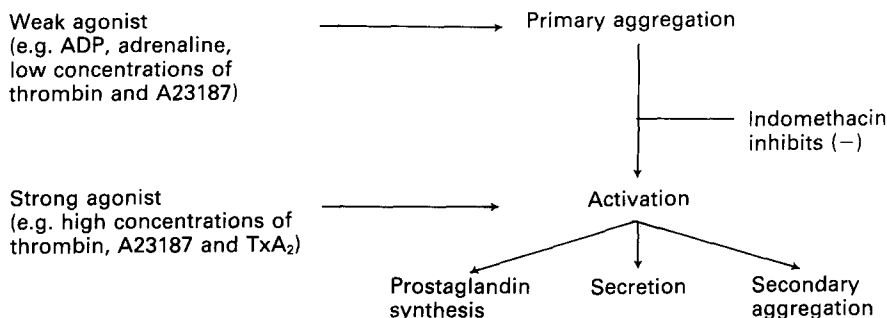 Weak agonist
(e.g. ADP, adrenaline,
low concentrations of
thrombin and A23187)
Primary aggregation
Indomethacin
inhibits (−)
Strong agonist
(e.g. high concentrations of
thrombin, A23187 and TxA₂)
Activation
Prostaglandin
synthesis
Secretion
Secondary
aggregation